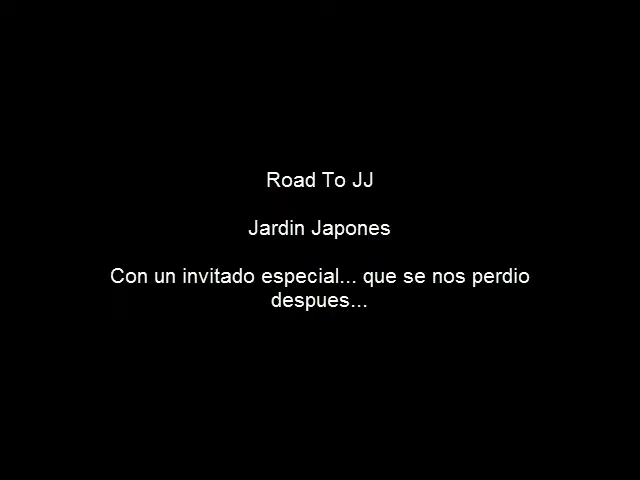 Road To JJ
Jardin Japones
Con un invitado especial... que se nos perdio
despues...